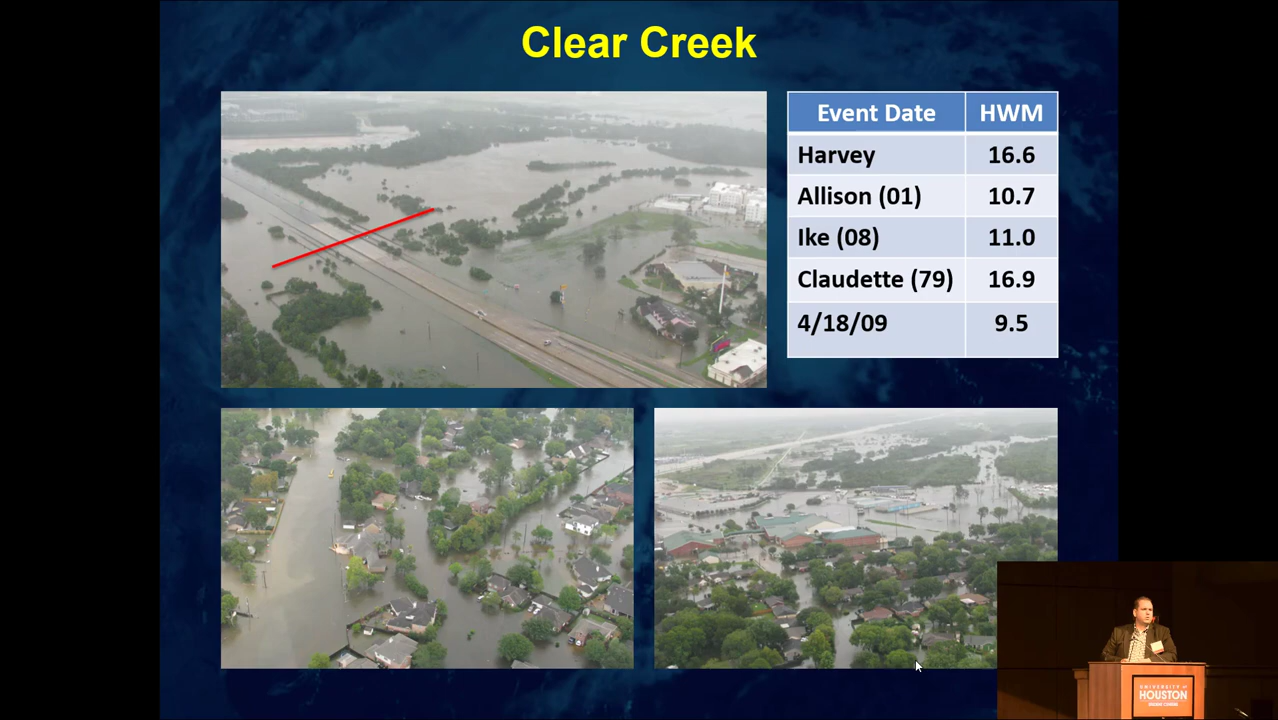 Clear Creek
Event Date HWM
Harvey 16.6
Allison (01) 10.7
Ike (08) 11.0
Claudette (79) 16.9
4/18/09 9.5
UNIVERSITY of
HOUSTON